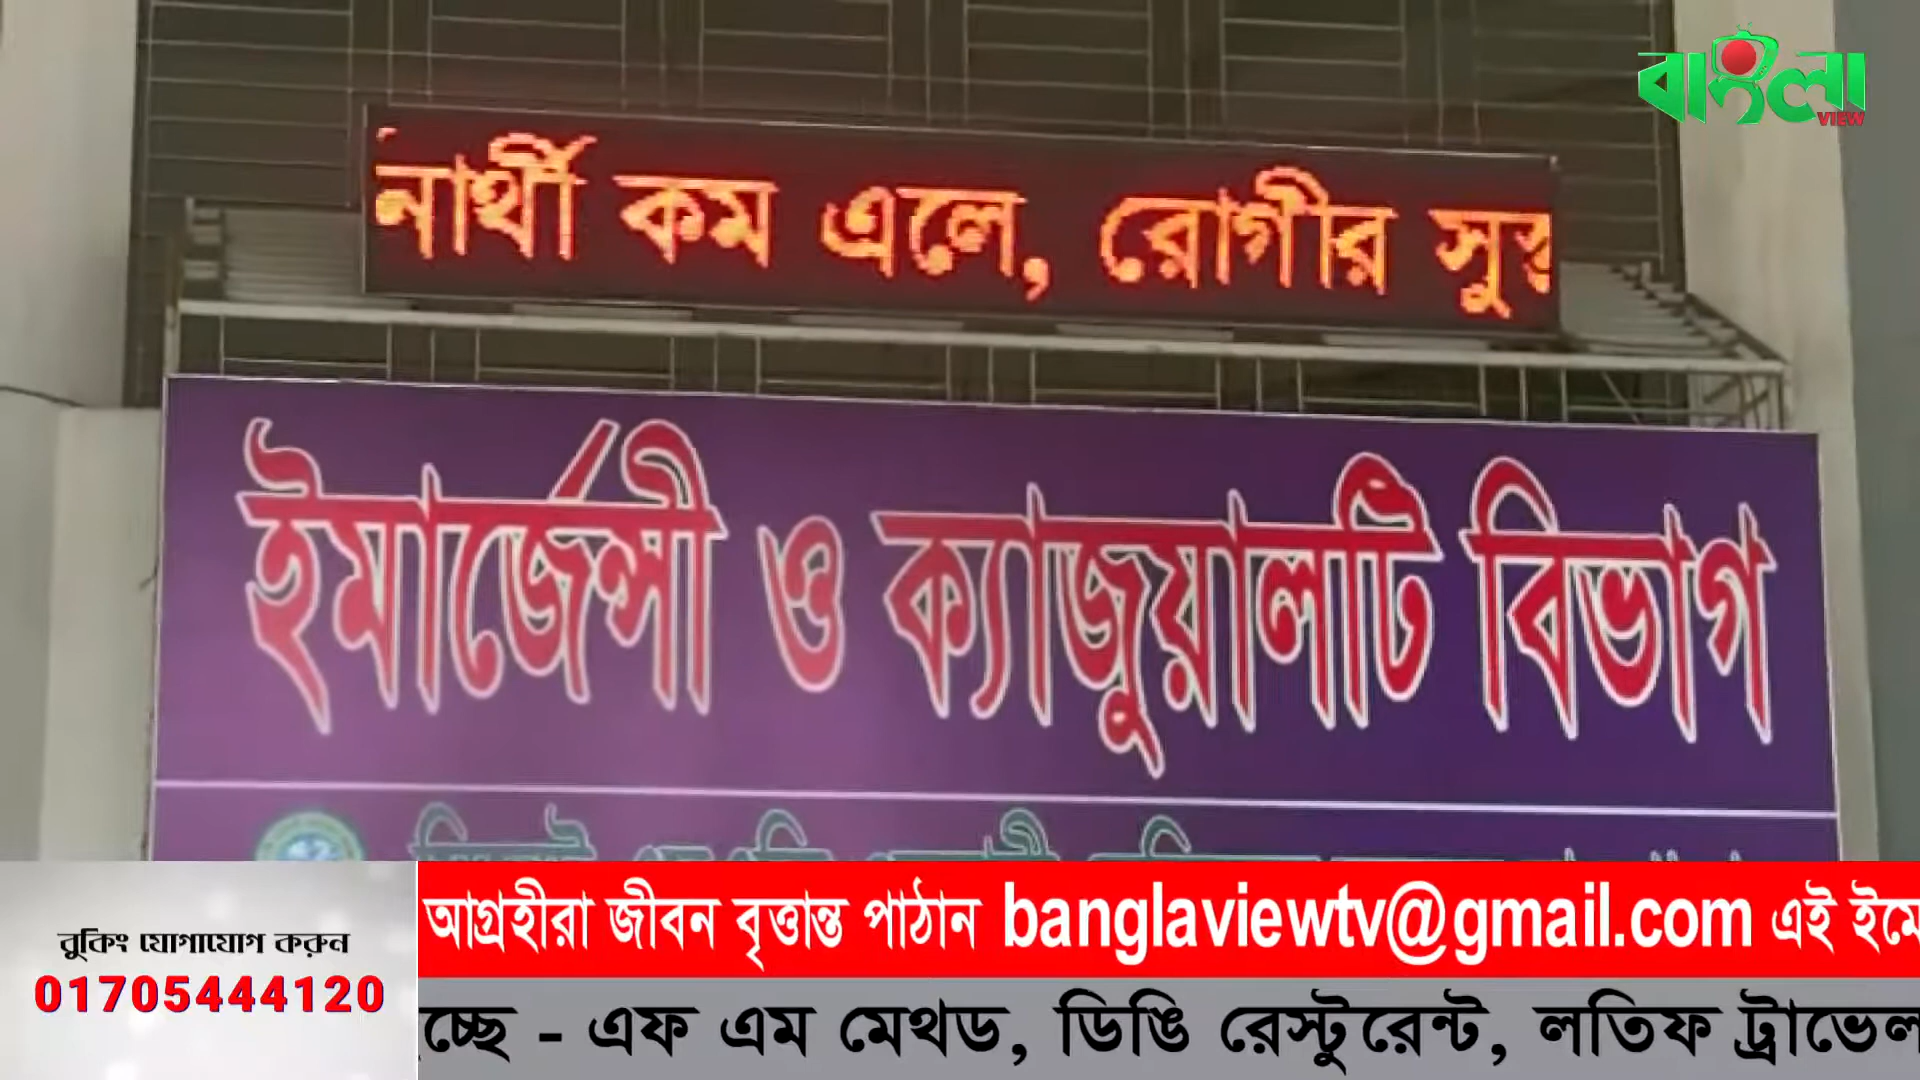 বাংলা
VIEW
নার্থী কম এলে, রোগীর সুস্থ
ইমার্জেন্সী ও ক্যাজুয়ালটি বিভাগ
আগ্রহীরা জীবন বৃত্তান্ত পাঠান banglaviewtv@gmail.com এই ইমে
বুকিং যোগাযোগ করুন
01705444120
চ্ছে - এফ এম মেথড, ডিঙি রেস্টুরেন্ট, লতিফ ট্রাভেল